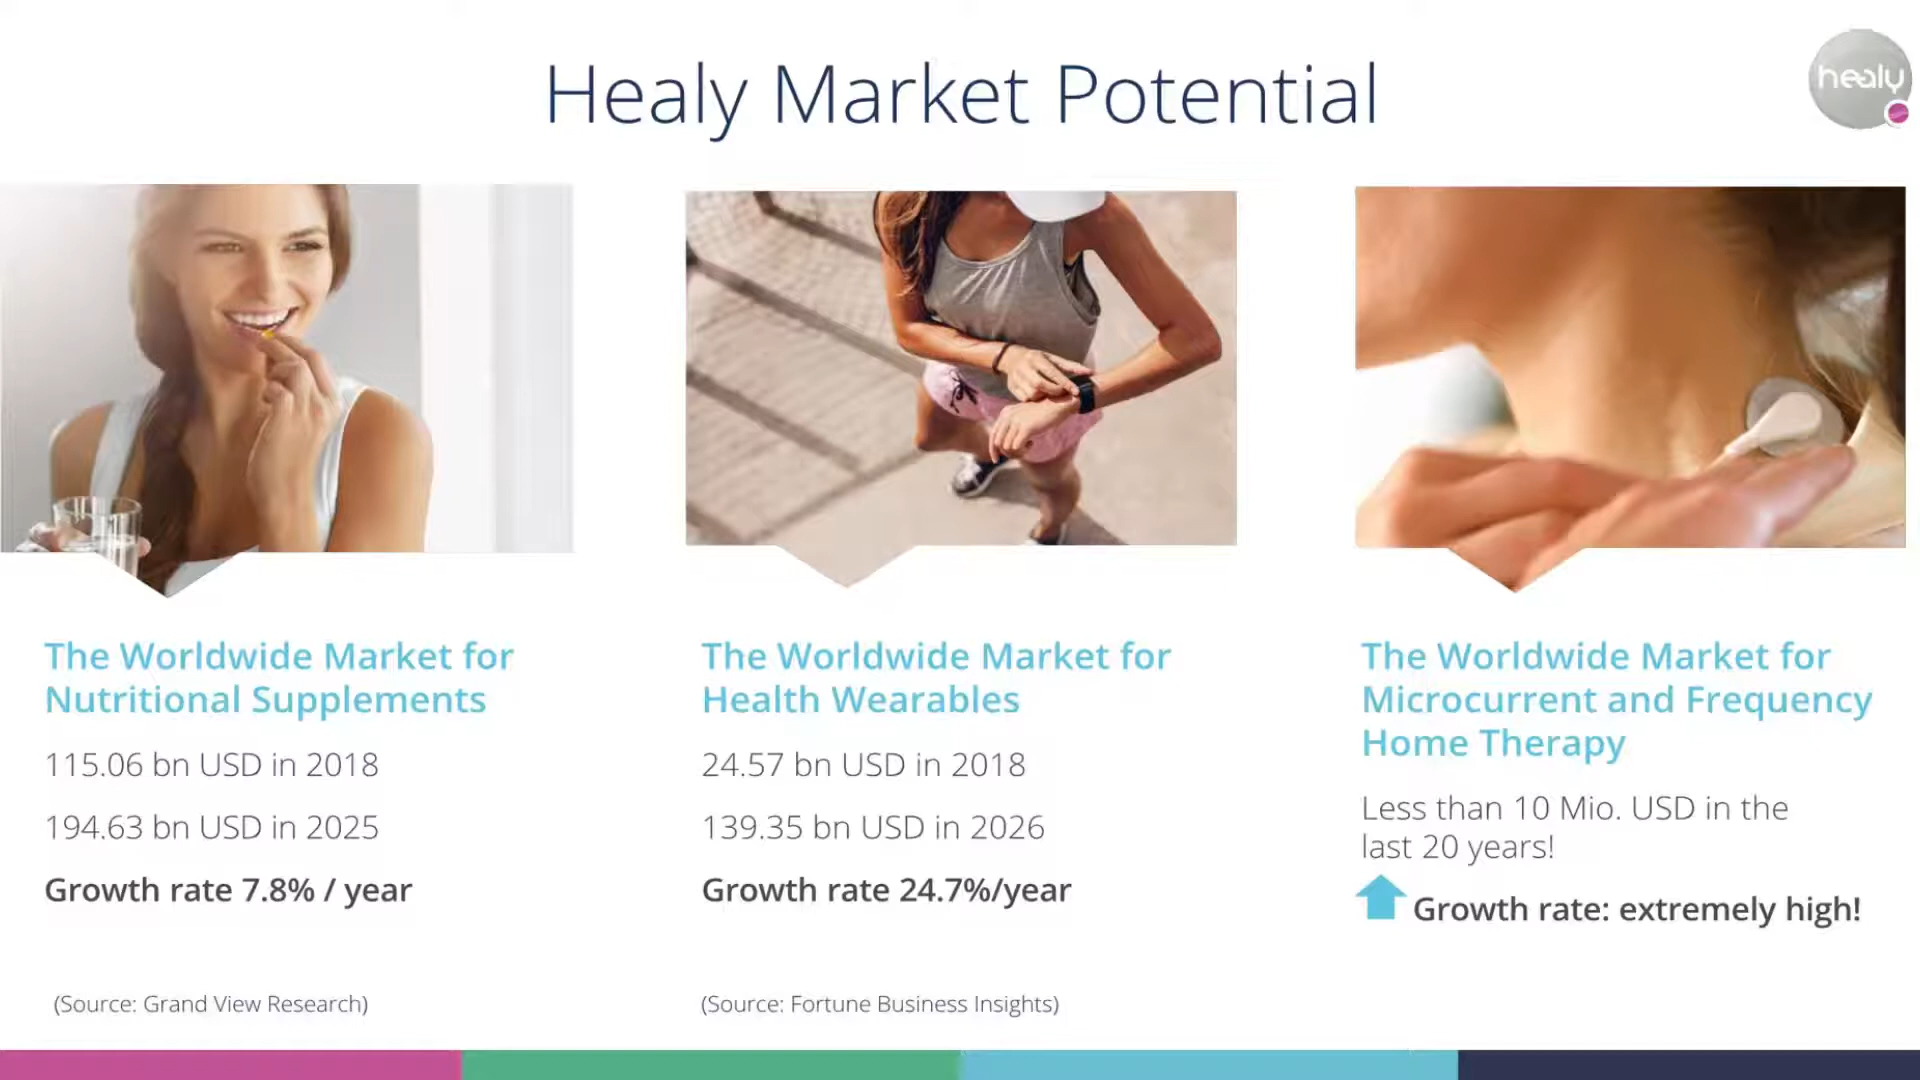 Healy Market Potential
healy
The Worldwide Market for
Nutritional Supplements
115.06 bn USD in 2018
194.63 bn USD in 2025
Growth rate 7.8% / year
(Source: Grand View Research)
The Worldwide Market for
Health Wearables
24.57 bn USD in 2018
139.35 bn USD in 2026
Growth rate 24.7%/year
(Source: Fortune Business Insights)
The Worldwide Market for
Microcurrent and Frequency
Home Therapy
Less than 10 Mio. USD in the
last 20 years!
Growth rate: extremely high!